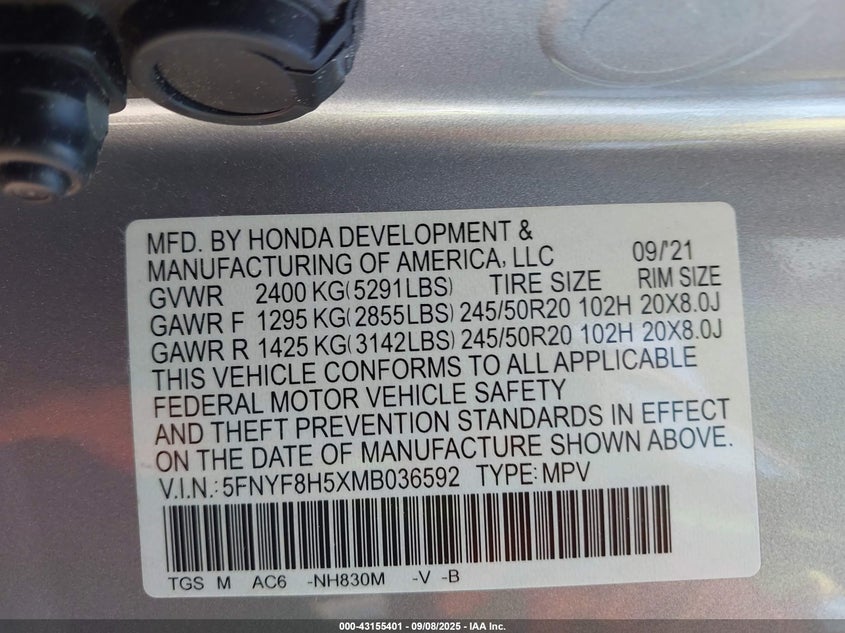 MFD. BY HONDA DEVELOPMENT &
MANUFACTURING OF AMERICA, LLC 09/'21
GVWR 2400 KG(5291LBS) TIRE SIZE RIM SIZE
GAWR F 1295 KG(2855LBS) 245/50R20 102H 20X8.0J
GAWR R 1425 KG(3142LBS) 245/50R20 102H 20X8.0J
THIS VEHICLE CONFORMS TO ALL APPLICABLE
FEDERAL MOTOR VEHICLE SAFETY
AND THEFT PREVENTION STANDARDS IN EFFECT
ON THE DATE OF MANUFACTURE SHOWN ABOVE.
V.I.N.: 5FNYF8H5XMB036592 TYPE: MPV
TGS M AC6 -NH830M -V -B
000-43155401 - 09/08/2025 - IAA Inc.